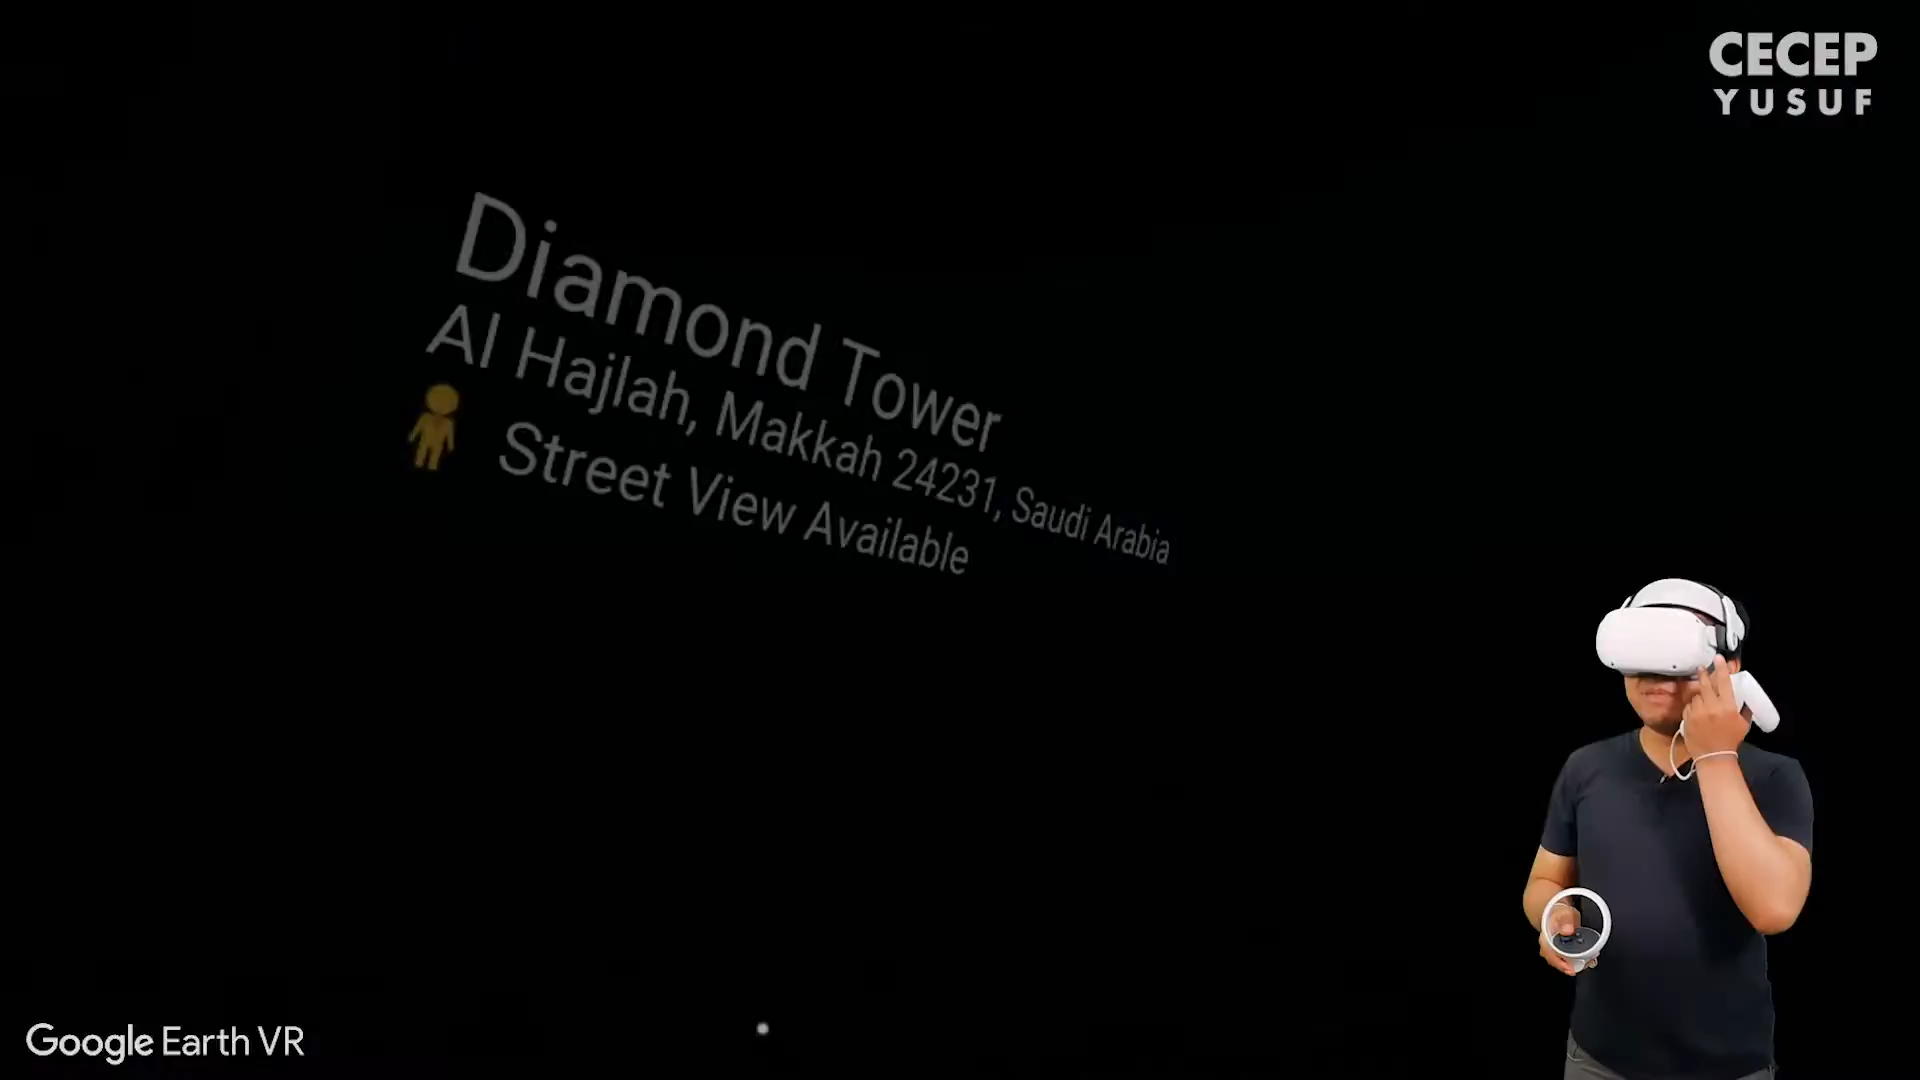 CECEP
YUSUF
Diamond Tower
Al Hajlah, Makkah 24231, Saudi Arabia
Street View Available
Google Earth VR